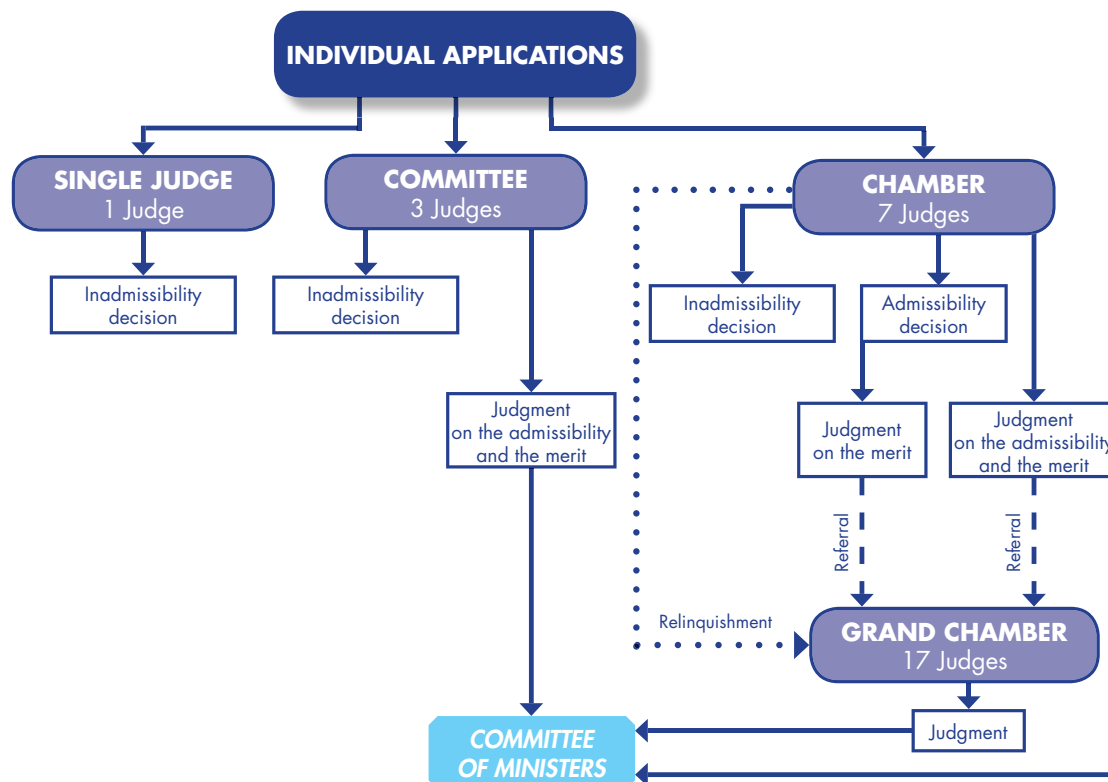 INDIVIDUAL APPLICATIONS
SINGLE JUDGE
1 Judge
COMMITTEE
3 Judges
CHAMBER
7 Judges
Inadmissibility
decision
Inadmissibility
decision
Inadmissibility
decision
Admissibility
decision
Judgment
on the admissibility
and the merit
Judgment
on the merit
Judgment
on the admissibility
and the merit
Referral
Referral
Relinquishment
GRAND CHAMBER
17 Judges
Judgment
COMMITTEE
OF MINISTERS